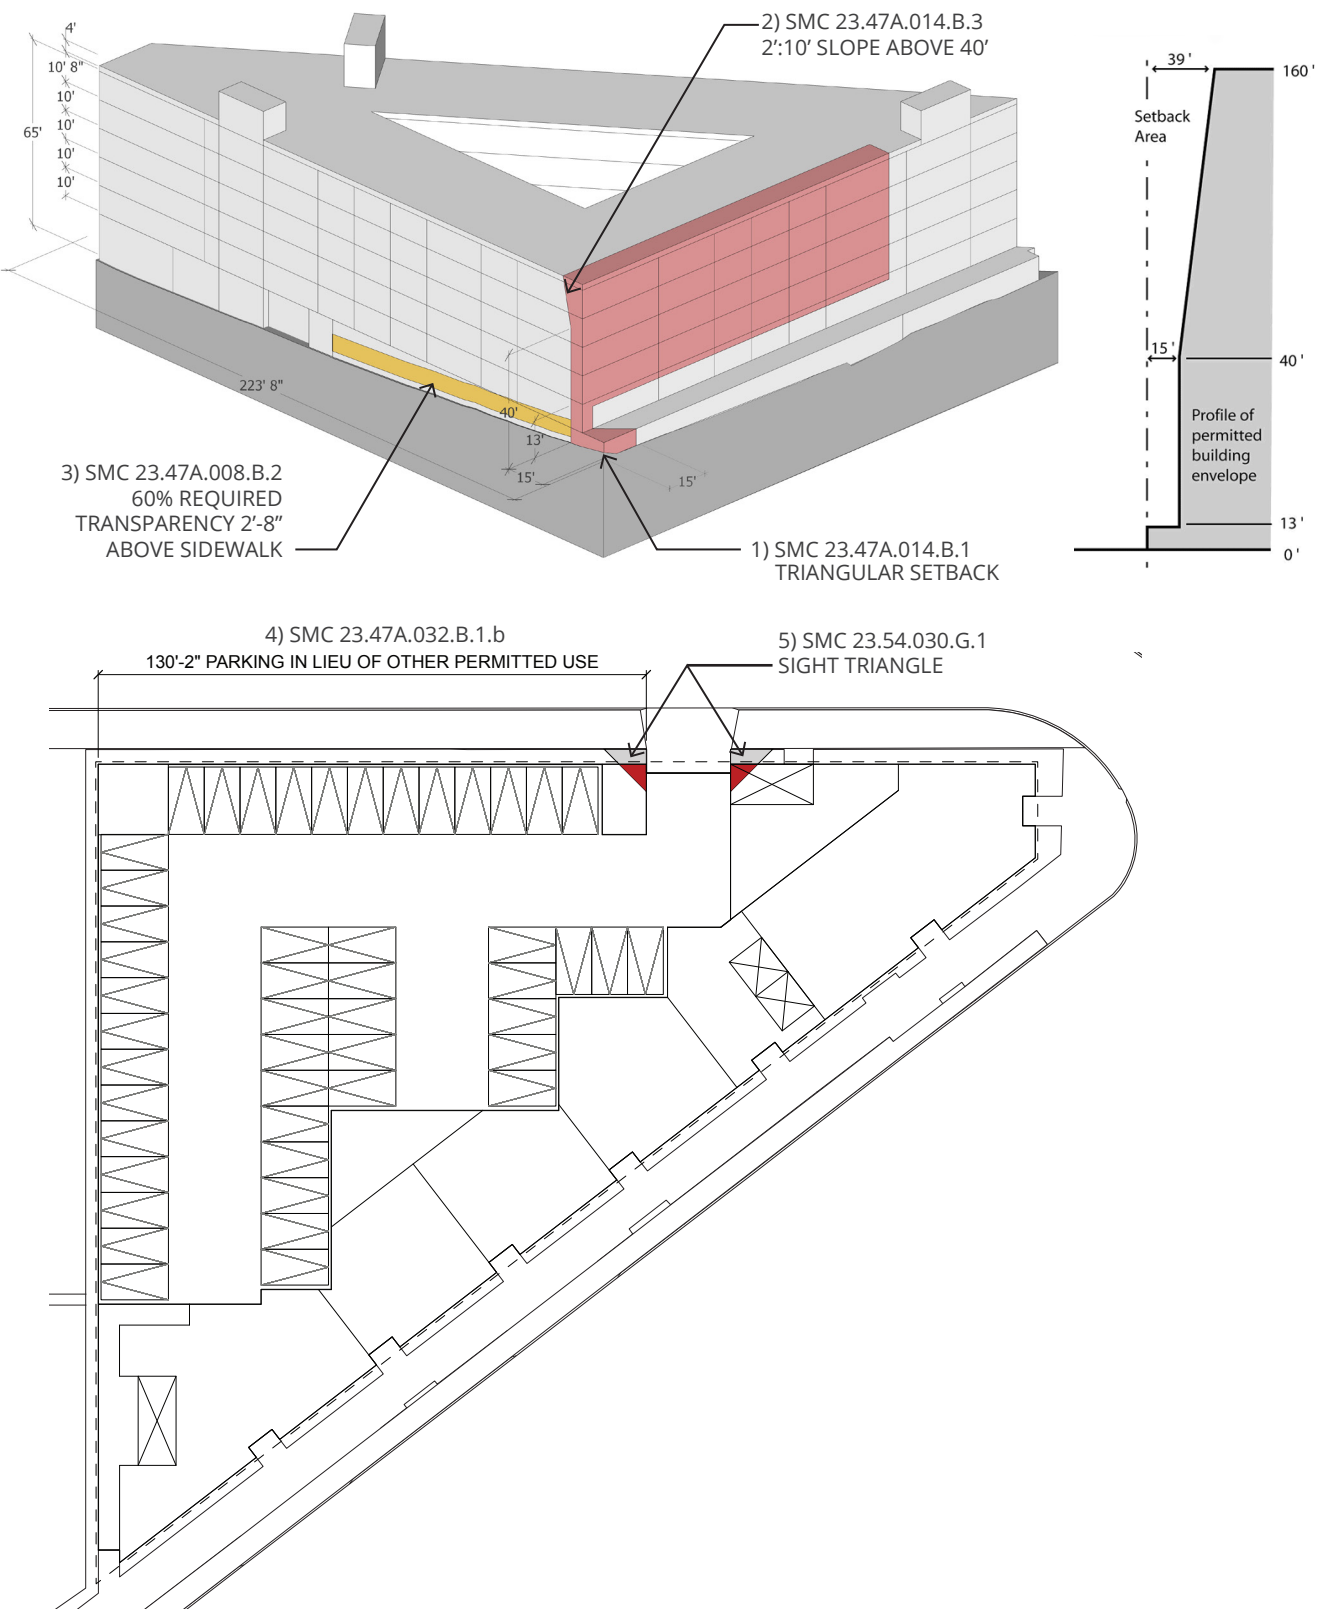 2) SMC 23.47A.014.B.3
2':10' SLOPE ABOVE 40'
4'
10' 8"
10'
10'
10'
10'
65'
223' 8"
40'
13'
15'
15'
3) SMC 23.47A.008.B.2
60% REQUIRED
TRANSPARENCY 2'-8”
ABOVE SIDEWALK
1) SMC 23.47A.014.B.1
TRIANGULAR SETBACK
39 '
160 '
Setback
Area
15 '
40 '
Profile of
permitted
building
envelope
13 '
0 '
4) SMC 23.47A.032.B.1.b
130'-2" PARKING IN LIEU OF OTHER PERMITTED USE
5) SMC 23.54.030.G.1
SIGHT TRIANGLE